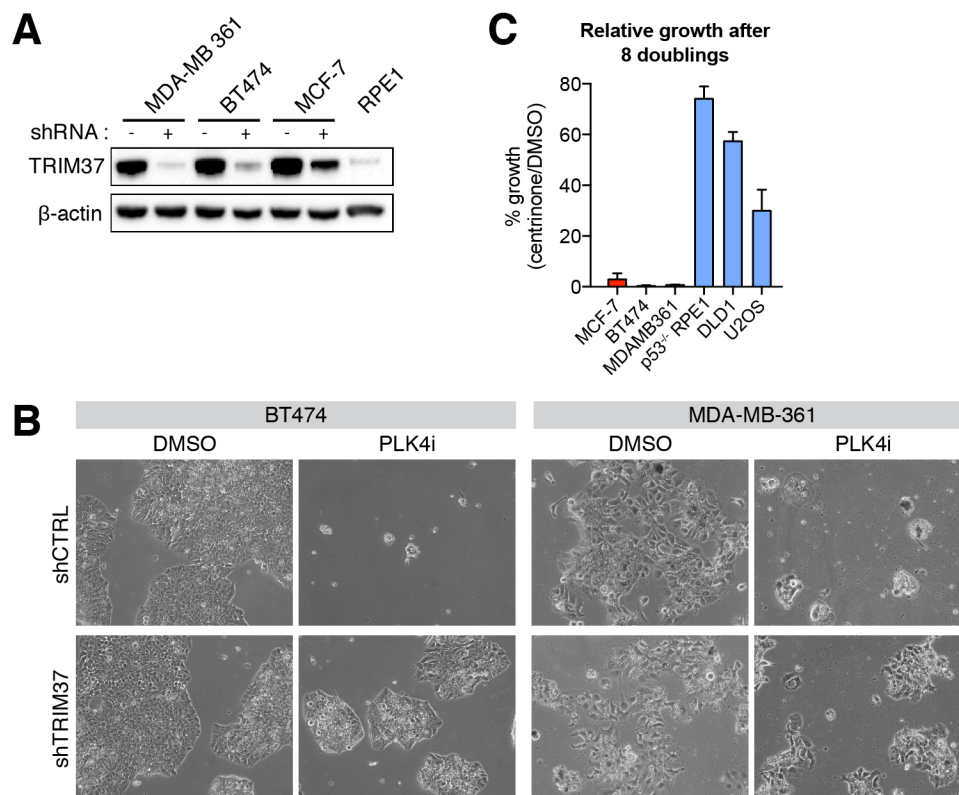 A
MDA-MB 361
BT474
MCF-7
RPE1
shRNA : - + - + - +
TRIM37
β-actin
C
Relative growth after
8 doublings
% growth
(centrinone/DMSO)
80
60
40
20
0
MCF-7
BT474
MDAMB361
p53-/- RPE1
DLD1
U2OS
B
BT474 MDA-MB-361
DMSO PLK4i DMSO PLK4i
shCTRL
shTRIM37